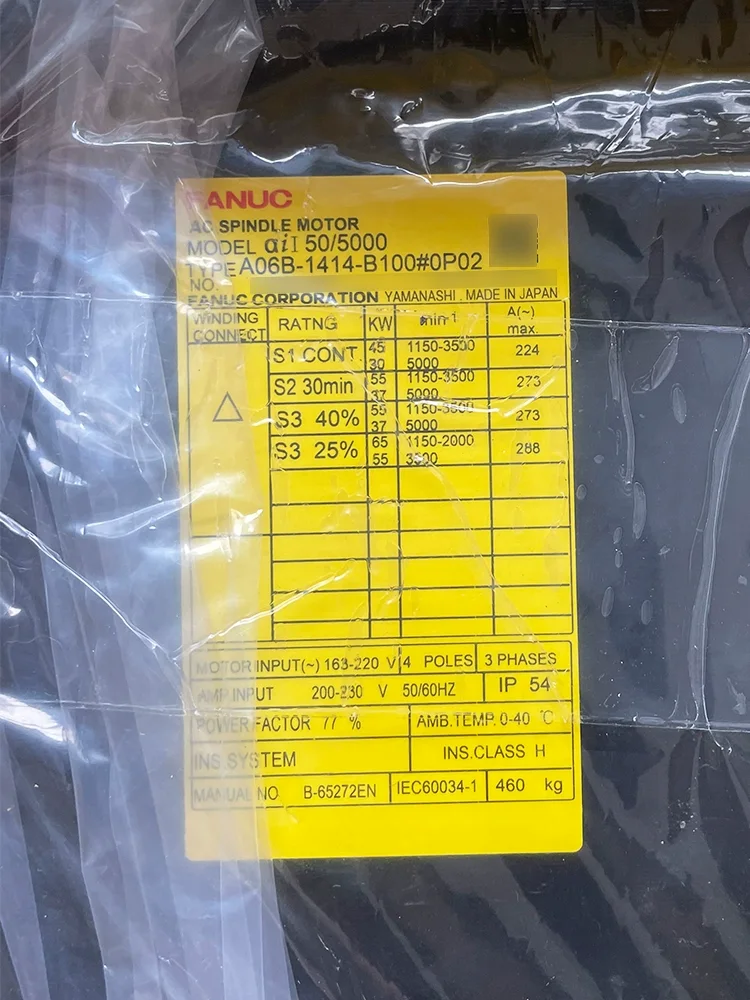 FANUC
AC SPINDLE MOTOR
MODEL αiI 50/5000
TYPE A06B-1414-B100#0P02
NO.
FANUC CORPORATION YAMANASHI . MADE IN JAPAN
WINDING CONNECT RATNG KW min-1 A(~) max.
S1 CONT. 45 1150-3500 224
30 5000
S2 30min 55 1150-3500 273
37 5000
△ S3 40% 55 1150-3500 273
37 5000
S3 25% 65 1150-2000 288
55 3500
MOTOR INPUT(~) 163-220 V 4 POLES 3 PHASES
AMP INPUT 200-230 V 50/60HZ IP 54
POWER FACTOR 77 % AMB.TEMP. 0-40 ℃
INS.SYSTEM INS.CLASS H
MANUAL NO B-65272EN IEC60034-1 460 kg